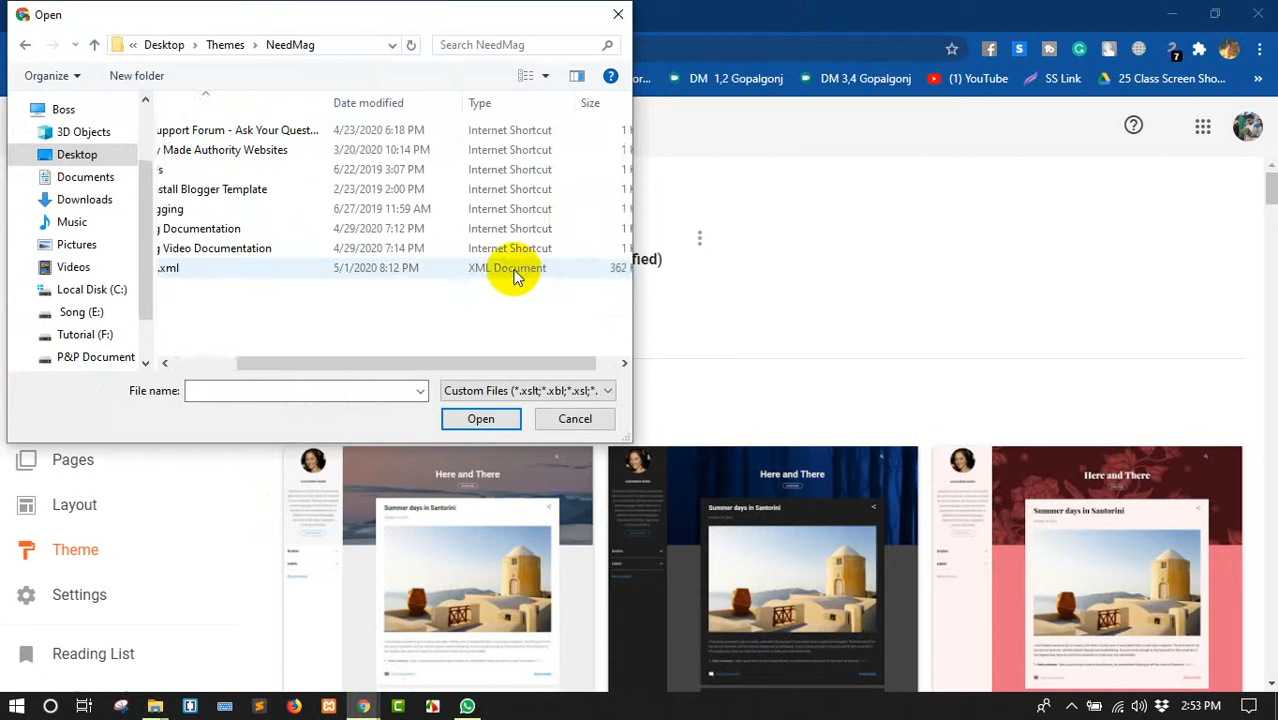 Open
« Desktop > Themes > NeedMag
Search NeedMag
Organize
New folder
Date modified Type Size
Boss
3D Objects
Desktop
Documents
Downloads
Music
Pictures
Videos
Local Disk (C:)
Song (E:)
Tutorial (F:)
P&P Document
upport Forum - Ask Your Quest... 4/23/2020 6:18 PM Internet Shortcut 1
y Made Authority Websites 3/20/2020 10:14 PM Internet Shortcut 1
s 6/22/2019 3:07 PM Internet Shortcut 1
stall Blogger Template 2/23/2019 2:00 PM Internet Shortcut 1
gging 6/27/2019 11:59 AM Internet Shortcut 1
g Documentation 4/29/2020 7:12 PM Internet Shortcut 1
g Video Documentation 4/29/2020 7:14 PM Internet Shortcut 1
.xml 5/1/2020 8:12 PM XML Document 362
File name:
Custom Files (*.xslt;*.xbl;*.xsl;*.
Open
Cancel
7
or...
DM 1,2 Gopalgonj
DM 3,4 Gopalgonj
(1) YouTube
SS Link
25 Class Screen Sho...
»
fied)
Pages
Layout
Theme
Settings
Reading List
Here and There
Summer days in Santorini
Here and There
Summer days in Santorini
Here and There
Summer days in Santorini
2:53 PM